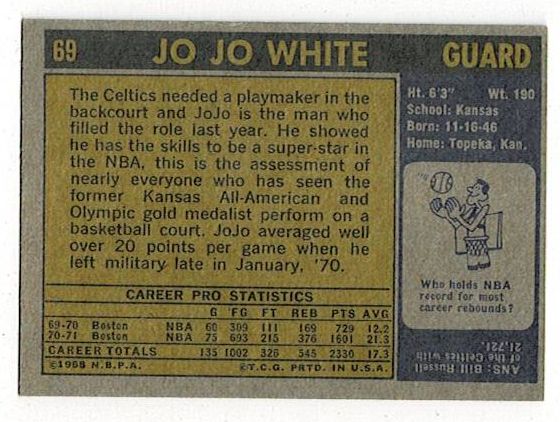 69 JO JO WHITE GUARD
The Celtics needed a playmaker in the
backcourt and JoJo is the man who
filled the role last year. He showed
he has the skills to be a super-star in
the NBA, this is the assessment of
nearly everyone who has seen the
former Kansas All-American and
Olympic gold medalist perform on a
basketball court. JoJo averaged well
over 20 points per game when he
left military late in January, '70.
Ht. 6'3" Wt. 190
School: Kansas
Born: 11-16-46
Home: Topeka, Kan.
Who holds NBA
record for most
career rebounds?
ANS: Bill Russell
of the Celtics with
21,721.
CAREER PRO STATISTICS
G FG FT REB PTS AVG
69-70 Boston NBA 60 309 111 169 729 12.2
70-71 Boston NBA 75 693 215 376 1601 21.3
CAREER TOTALS 135 1002 326 545 2330 17.3
©1968 N.B.P.A. ©T.C.G. PRTD. IN U.S.A.